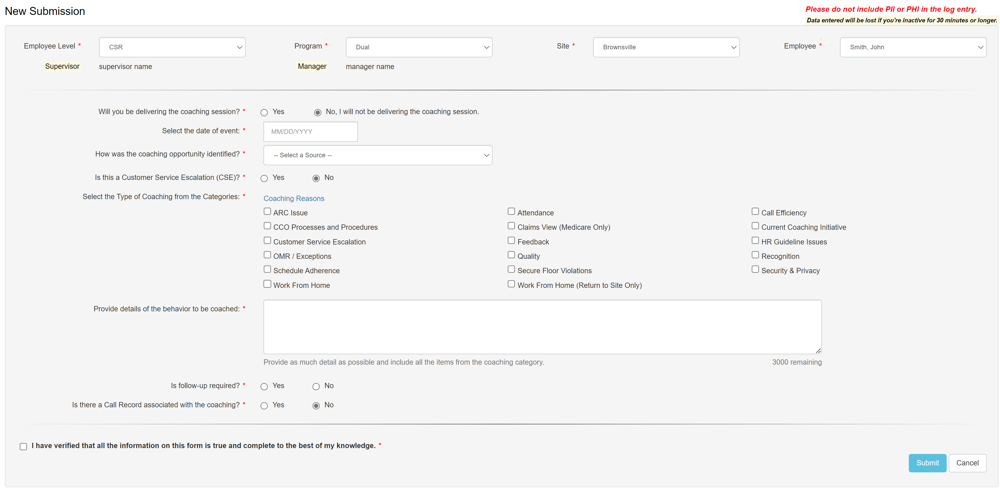 New Submission
Please do not include PII or PHI in the log entry.
Data entered will be lost if you're inactive for 30 minutes or longer.
Employee Level * CSR Program * Dual Site * Brownsville Employee * Smith, John
Supervisor supervisor name Manager manager name
Will you be delivering the coaching session? * Yes No, I will not be delivering the coaching session.
Select the date of event: * MM/DD/YYYY
How was the coaching opportunity identified? * -- Select a Source --
Is this a Customer Service Escalation (CSE)? * Yes No
Select the Type of Coaching from the Categories: * Coaching Reasons
ARC Issue Attendance Call Efficiency
CCO Processes and Procedures Claims View (Medicare Only) Current Coaching Initiative
Customer Service Escalation Feedback HR Guideline Issues
OMR / Exceptions Quality Recognition
Schedule Adherence Secure Floor Violations Security & Privacy
Work From Home Work From Home (Return to Site Only)
Provide details of the behavior to be coached: *
Provide as much detail as possible and include all the items from the coaching category. 3000 remaining
Is follow-up required? * Yes No
Is there a Call Record associated with the coaching? * Yes No
I have verified that all the information on this form is true and complete to the best of my knowledge. *
Submit Cancel